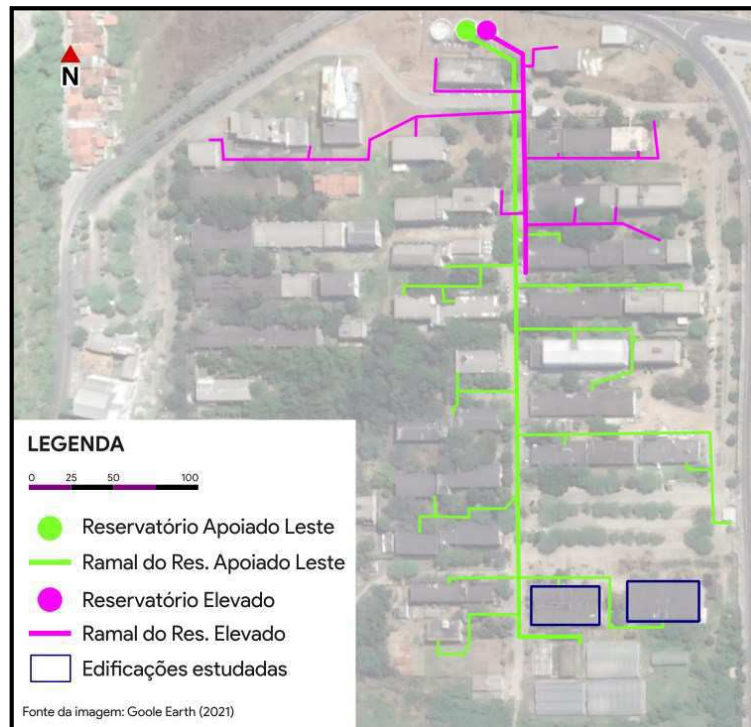 N
LEGENDA
0 25 50 100
Reservatório Apoiado Leste
Ramal do Res. Apoiado Leste
Reservatório Elevado
Ramal do Res. Elevado
Edificações estudadas
Fonte da imagem: Goole Earth (2021)